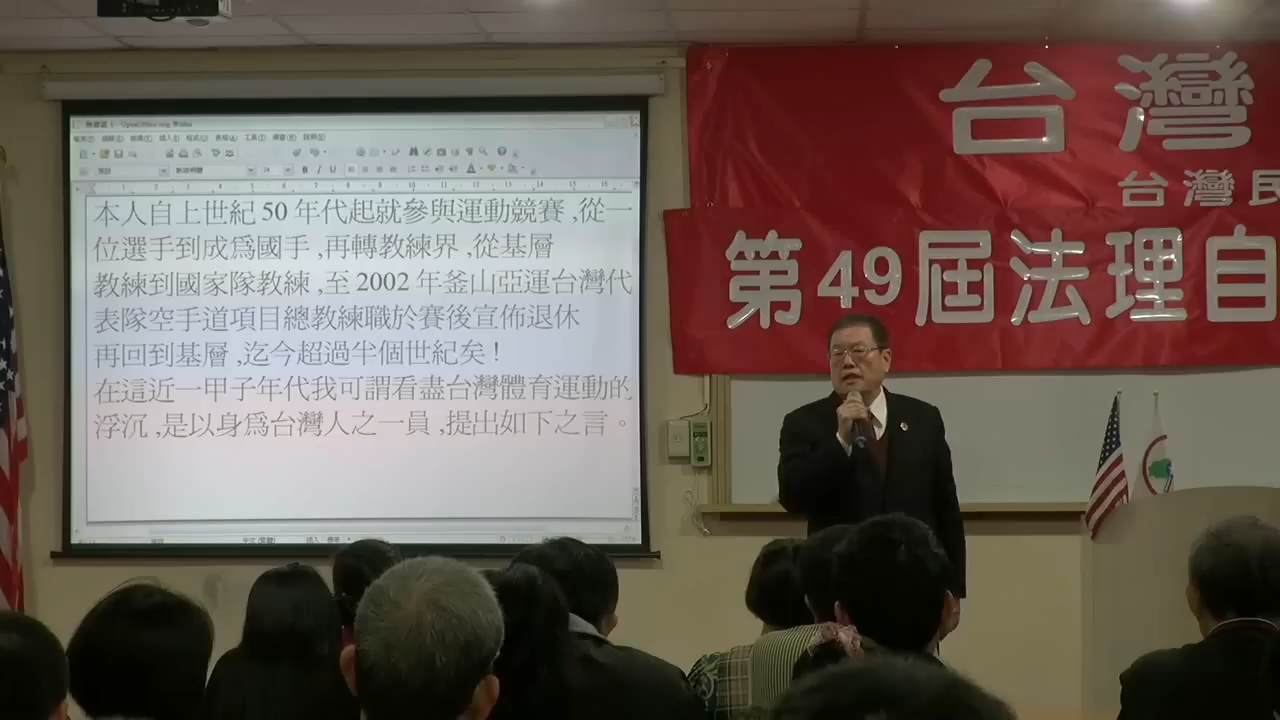 本人自上世紀 50 年代起就參與運動競賽 ,從一
位選手到成為國手 ,再轉教練界 ,從基層
教練到國家隊教練 ,至 2002 年釜山亞運台灣代
表隊空手道項目總教練職於賽後宣佈退休
再回到基層 ,迄今超過半個世紀矣 !
在這近一甲子年代我可謂看盡台灣體育運動的
浮沉 ,是以身為台灣人之一員 ,提出如下之言 。
台灣
台灣民
第49屆法理自